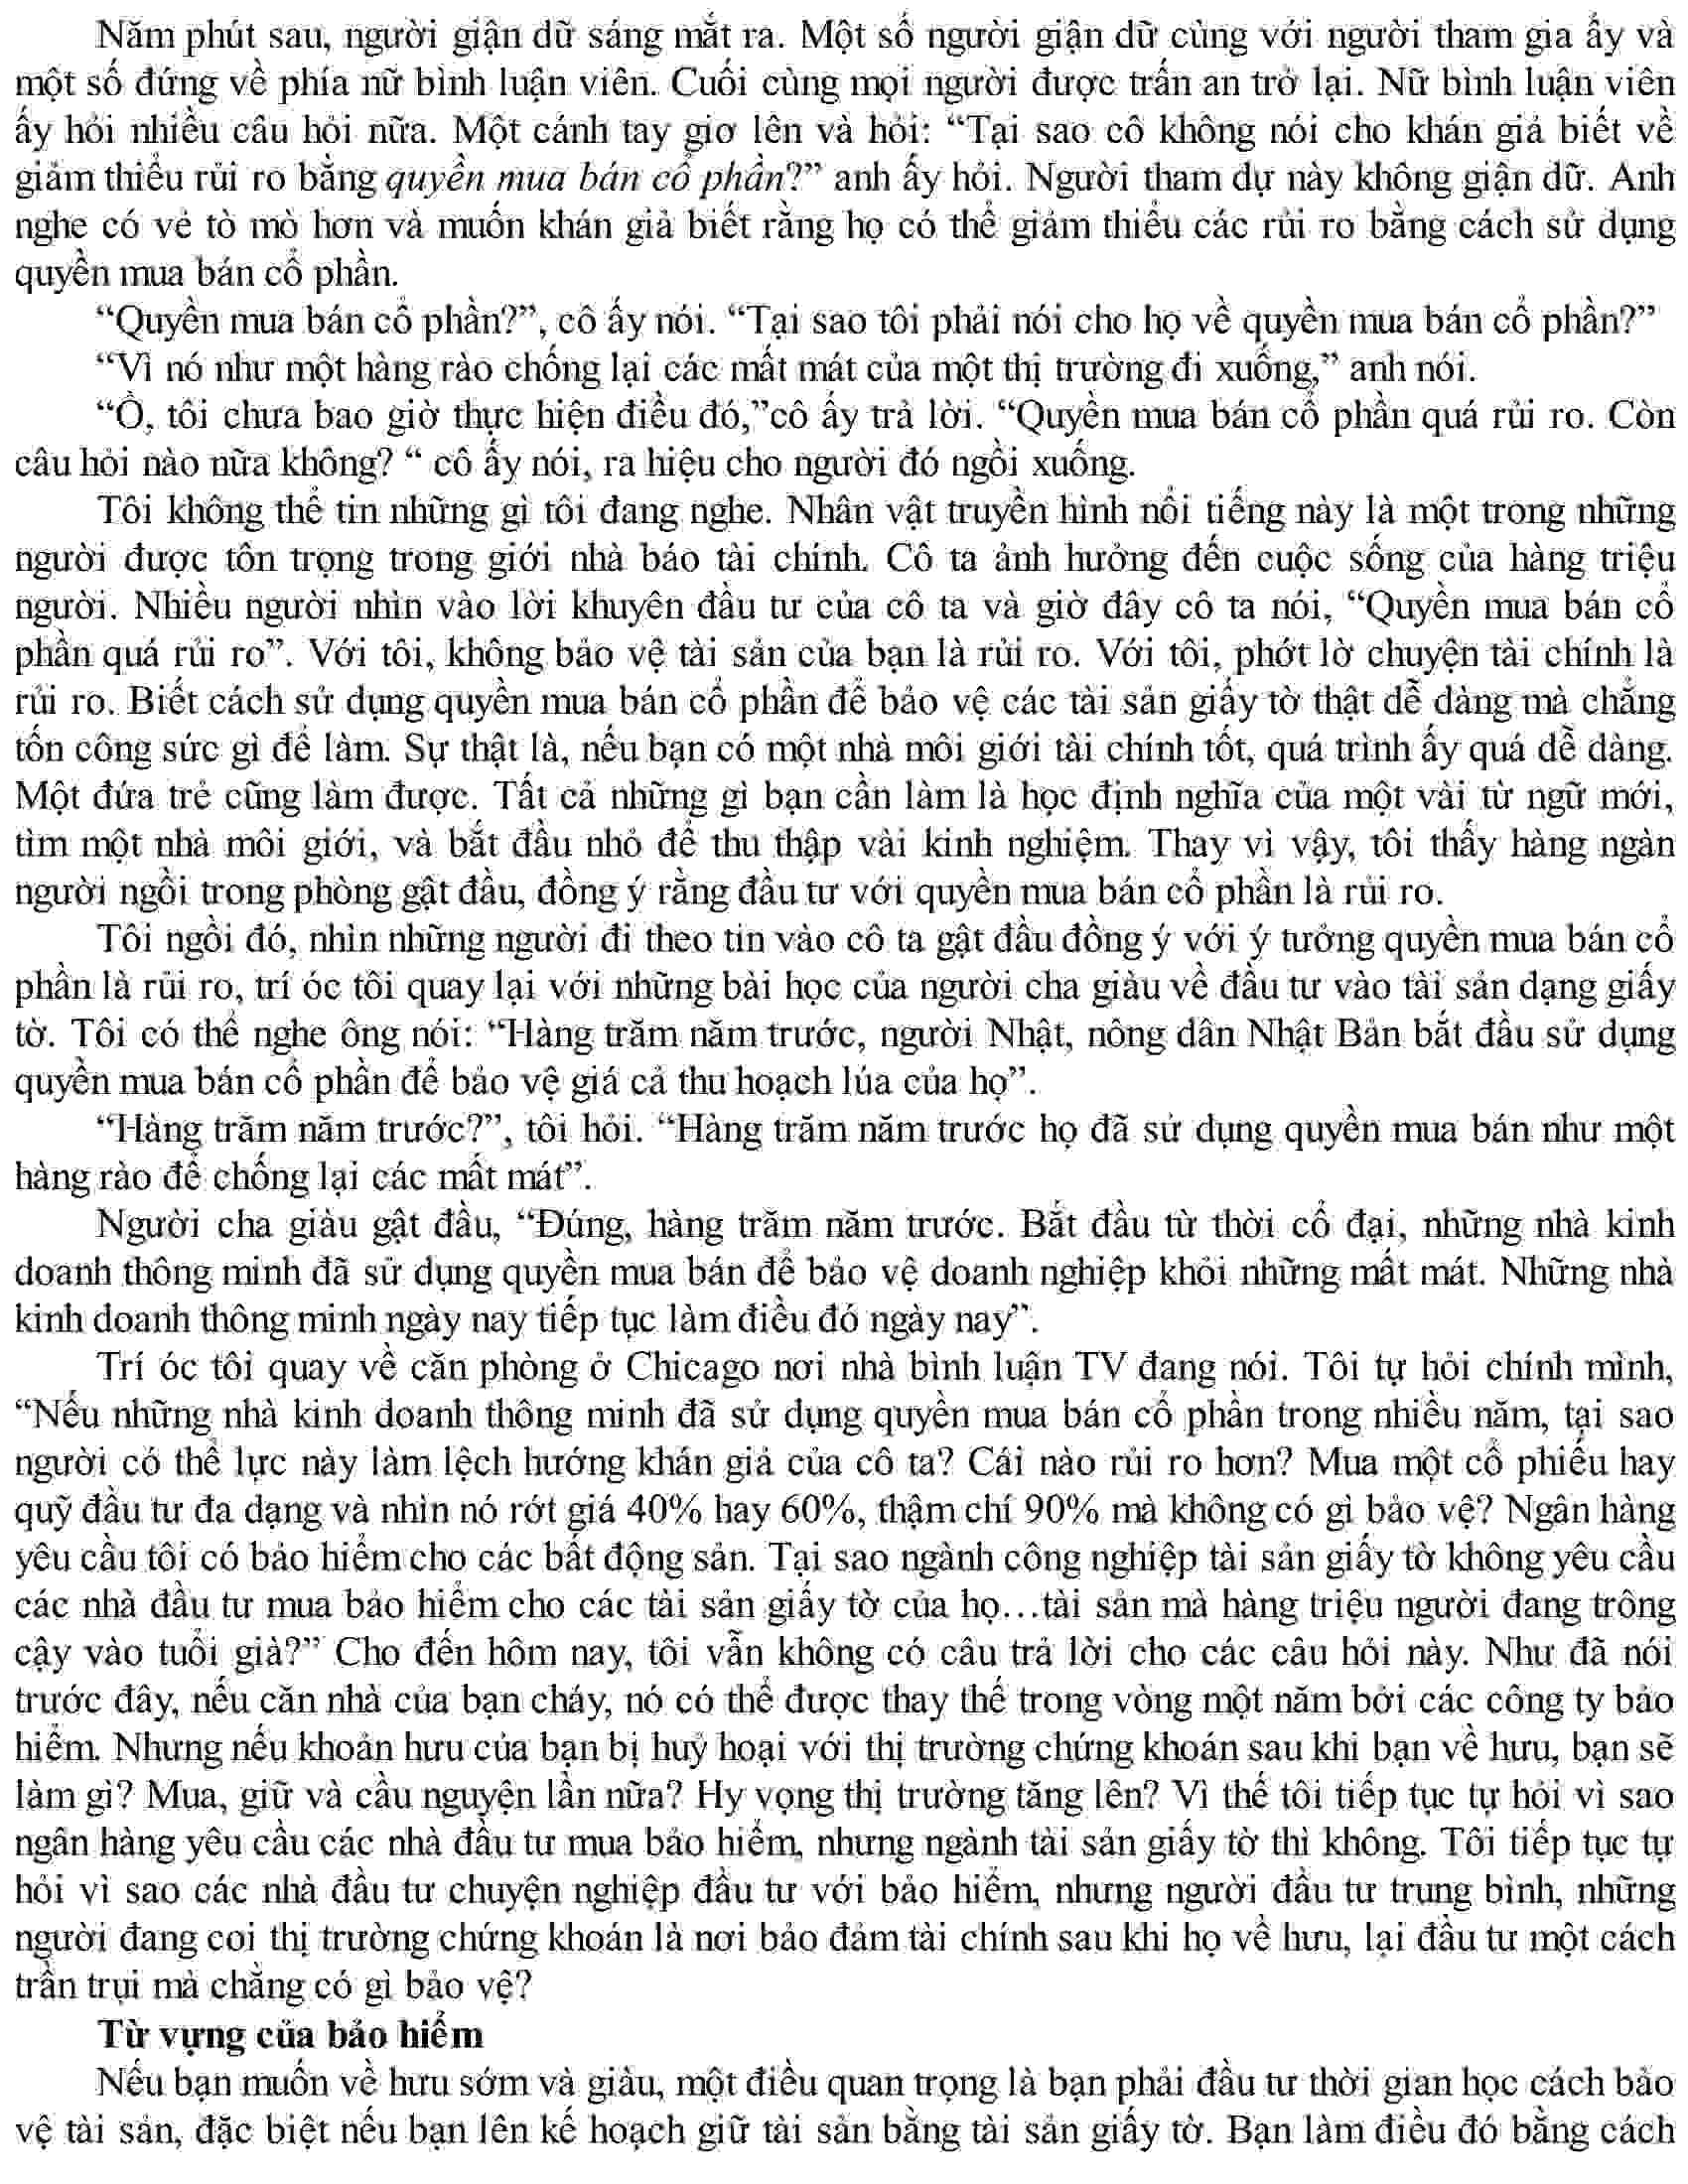 Năm phút sau, người giận dữ sáng mắt ra. Một số người giận dữ cùng với người tham gia ấy và
một số đứng về phía nữ bình luận viên. Cuối cùng mọi người được trấn an trở lại. Nữ bình luận viên
ấy hỏi nhiều câu hỏi nữa. Một cánh tay giơ lên và hỏi: “Tại sao cô không nói cho khán giả biết về
giảm thiểu rủi ro bằng quyền mua bán cổ phần?” anh ấy hỏi. Người tham dự này không giận dữ. Anh
nghe có vẻ tò mò hơn và muốn khán giả biết rằng họ có thể giảm thiểu các rủi ro bằng cách sử dụng
quyền mua bán cổ phần.
“Quyền mua bán cổ phần?”, cô ấy nói. “Tại sao tôi phải nói cho họ về quyền mua bán cổ phần?”
“Vì nó như một hàng rào chống lại các mất mát của một thị trường đi xuống,” anh nói.
“Ồ, tôi chưa bao giờ thực hiện điều đó,”cô ấy trả lời. “Quyền mua bán cổ phần quá rủi ro. Còn
câu hỏi nào nữa không? “ cô ấy nói, ra hiệu cho người đó ngồi xuống.
Tôi không thể tin những gì tôi đang nghe. Nhân vật truyền hình nổi tiếng này là một trong những
người được tôn trọng trong giới nhà báo tài chính. Cô ta ảnh hưởng đến cuộc sống của hàng triệu
người. Nhiều người nhìn vào lời khuyên đầu tư của cô ta và giờ đây cô ta nói, “Quyền mua bán cổ
phần quá rủi ro”. Với tôi, không bảo vệ tài sản của bạn là rủi ro. Với tôi, phớt lờ chuyện tài chính là
rủi ro. Biết cách sử dụng quyền mua bán cổ phần để bảo vệ các tài sản giấy tờ thật dễ dàng mà chẳng
tốn công sức gì để làm. Sự thật là, nếu bạn có một nhà môi giới tài chính tốt, quá trình ấy quá dễ dàng.
Một đứa trẻ cũng làm được. Tất cả những gì bạn cần làm là học định nghĩa của một vài từ ngữ mới,
tìm một nhà môi giới, và bắt đầu nhỏ để thu thập vài kinh nghiệm. Thay vì vậy, tôi thấy hàng ngàn
người ngồi trong phòng gật đầu, đồng ý rằng đầu tư với quyền mua bán cổ phần là rủi ro.
Tôi ngồi đó, nhìn những người đi theo tin vào cô ta gật đầu đồng ý với ý tưởng quyền mua bán cổ
phần là rủi ro, trí óc tôi quay lại với những bài học của người cha giàu về đầu tư vào tài sản dạng giấy
tờ. Tôi có thể nghe ông nói: “Hàng trăm năm trước, người Nhật, nông dân Nhật Bản bắt đầu sử dụng
quyền mua bán cổ phần để bảo vệ giá cả thu hoạch lúa của họ”.
“Hàng trăm năm trước?”, tôi hỏi. “Hàng trăm năm trước họ đã sử dụng quyền mua bán như một
hàng rào để chống lại các mất mát”.
Người cha giàu gật đầu, “Đúng, hàng trăm năm trước. Bắt đầu từ thời cổ đại, những nhà kinh
doanh thông minh đã sử dụng quyền mua bán để bảo vệ doanh nghiệp khỏi những mất mát. Những nhà
kinh doanh thông minh ngày nay tiếp tục làm điều đó ngày nay”.
Trí óc tôi quay về căn phòng ở Chicago nơi nhà bình luận TV đang nói. Tôi tự hỏi chính mình,
“Nếu những nhà kinh doanh thông minh đã sử dụng quyền mua bán cổ phần trong nhiều năm, tại sao
người có thể lực này làm lệch hướng khán giả của cô ta? Cái nào rủi ro hơn? Mua một cổ phiếu hay
quỹ đầu tư đa dạng và nhìn nó rớt giá 40% hay 60%, thậm chí 90% mà không có gì bảo vệ? Ngân hàng
yêu cầu tôi có bảo hiểm cho các bất động sản. Tại sao ngành công nghiệp tài sản giấy tờ không yêu cầu
các nhà đầu tư mua bảo hiểm cho các tài sản giấy tờ của họ…tài sản mà hàng triệu người đang trông
cậy vào tuổi già?” Cho đến hôm nay, tôi vẫn không có câu trả lời cho các câu hỏi này. Như đã nói
trước đây, nếu căn nhà của bạn cháy, nó có thể được thay thế trong vòng một năm bởi các công ty bảo
hiểm. Nhưng nếu khoản hưu của bạn bị huỷ hoại với thị trường chứng khoán sau khi bạn về hưu, bạn sẽ
làm gì? Mua, giữ và cầu nguyện lần nữa? Hy vọng thị trường tăng lên? Vì thế tôi tiếp tục tự hỏi vì sao
ngân hàng yêu cầu các nhà đầu tư mua bảo hiểm, nhưng ngành tài sản giấy tờ thì không. Tôi tiếp tục tự
hỏi vì sao các nhà đầu tư chuyện nghiệp đầu tư với bảo hiểm, nhưng người đầu tư trung bình, những
người đang coi thị trường chứng khoán là nơi bảo đảm tài chính sau khi họ về hưu, lại đầu tư một cách
trần trụi mà chẳng có gì bảo vệ?
Từ vựng của bảo hiểm
Nếu bạn muốn về hưu sớm và giàu, một điều quan trọng là bạn phải đầu tư thời gian học cách bảo
vệ tài sản, đặc biệt nếu bạn lên kế hoạch giữ tài sản bằng tài sản giấy tờ. Bạn làm điều đó bằng cách